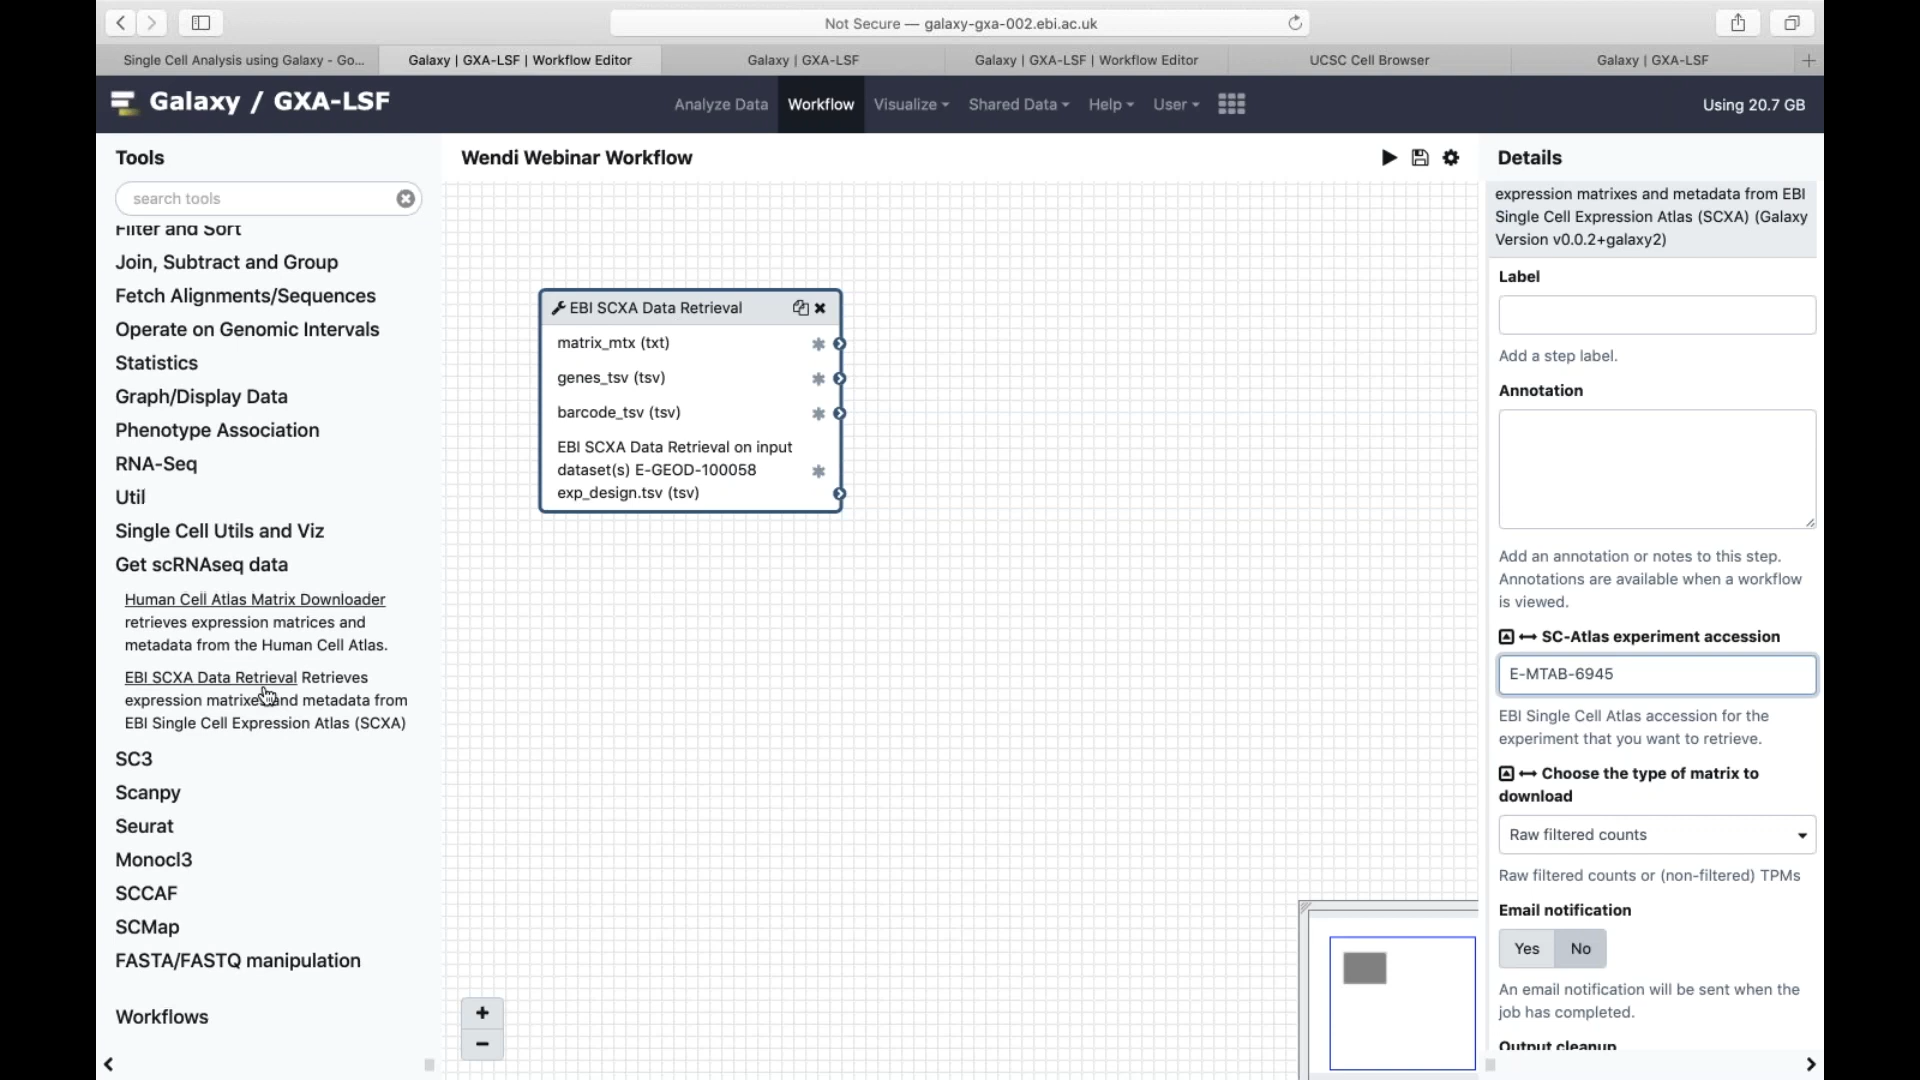 Not Secure — galaxy-gxa-002.ebi.ac.uk
Single Cell Analysis using Galaxy - Go...
Galaxy | GXA-LSF | Workflow Editor
Galaxy | GXA-LSF
Galaxy | GXA-LSF | Workflow Editor
UCSC Cell Browser
Galaxy | GXA-LSF
Galaxy / GXA-LSF
Analyze Data
Workflow
Visualize
Shared Data
Help
User
Using 20.7 GB
Tools
search tools
Filter and Sort
Join, Subtract and Group
Fetch Alignments/Sequences
Operate on Genomic Intervals
Statistics
Graph/Display Data
Phenotype Association
RNA-Seq
Util
Single Cell Utils and Viz
Get scRNAseq data
Human Cell Atlas Matrix Downloader
retrieves expression matrices and
metadata from the Human Cell Atlas.
EBI SCXA Data Retrieval Retrieves
expression matrixes and metadata from
EBI Single Cell Expression Atlas (SCXA)
SC3
Scanpy
Seurat
Monocl3
SCCAF
SCMap
FASTA/FASTQ manipulation
Workflows
Wendi Webinar Workflow
EBI SCXA Data Retrieval
matrix_mtx (txt)
genes_tsv (tsv)
barcode_tsv (tsv)
EBI SCXA Data Retrieval on input
dataset(s) E-GEOD-100058
exp_design.tsv (tsv)
Details
expression matrixes and metadata from EBI
Single Cell Expression Atlas (SCXA) (Galaxy
Version v0.0.2+galaxy2)
Label
Add a step label.
Annotation
Add an annotation or notes to this step.
Annotations are available when a workflow
is viewed.
SC-Atlas experiment accession
E-MTAB-6945
EBI Single Cell Atlas accession for the
experiment that you want to retrieve.
Choose the type of matrix to
download
Raw filtered counts
Raw filtered counts or (non-filtered) TPMs
Email notification
Yes
No
An email notification will be sent when the
job has completed.
Output cleanup